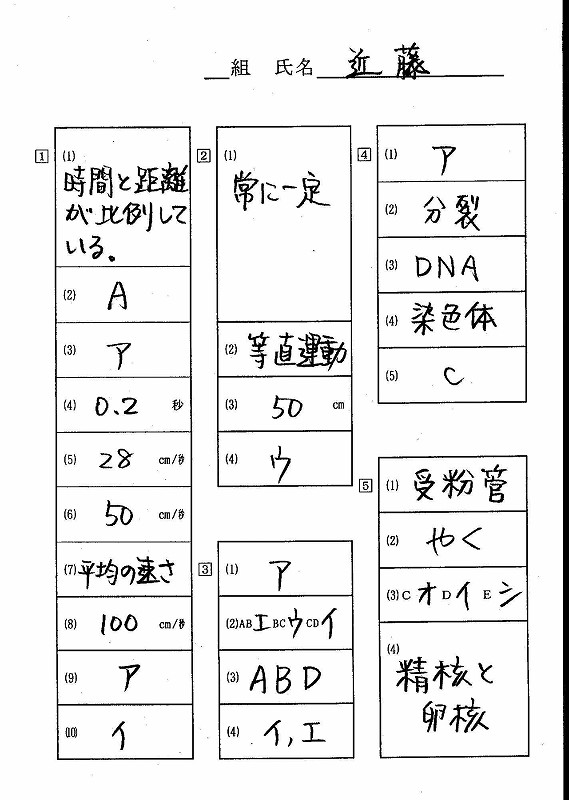 組 氏名 近藤
1
(1)
時間と距離
が比例して
いる。
(2) A
(3) ア
(4) 0.2 秒
(5) 28 cm/秒
(6) 50 cm/秒
(7) 平均の速さ
(8) 100 cm/秒
(9) ア
(10) イ
2
(1)
常に一定
(2) 等直運動
(3) 50 cm
(4) ウ
3
(1) ア
(2) AB エ BC ウ CD イ
(3) ABD
(4) イ,エ
4
(1) ア
(2) 分裂
(3) DNA
(4) 染色体
(5) C
5
(1) 受粉管
(2) やく
(3) C オ D イ E シ
(4)
精核と
卵核